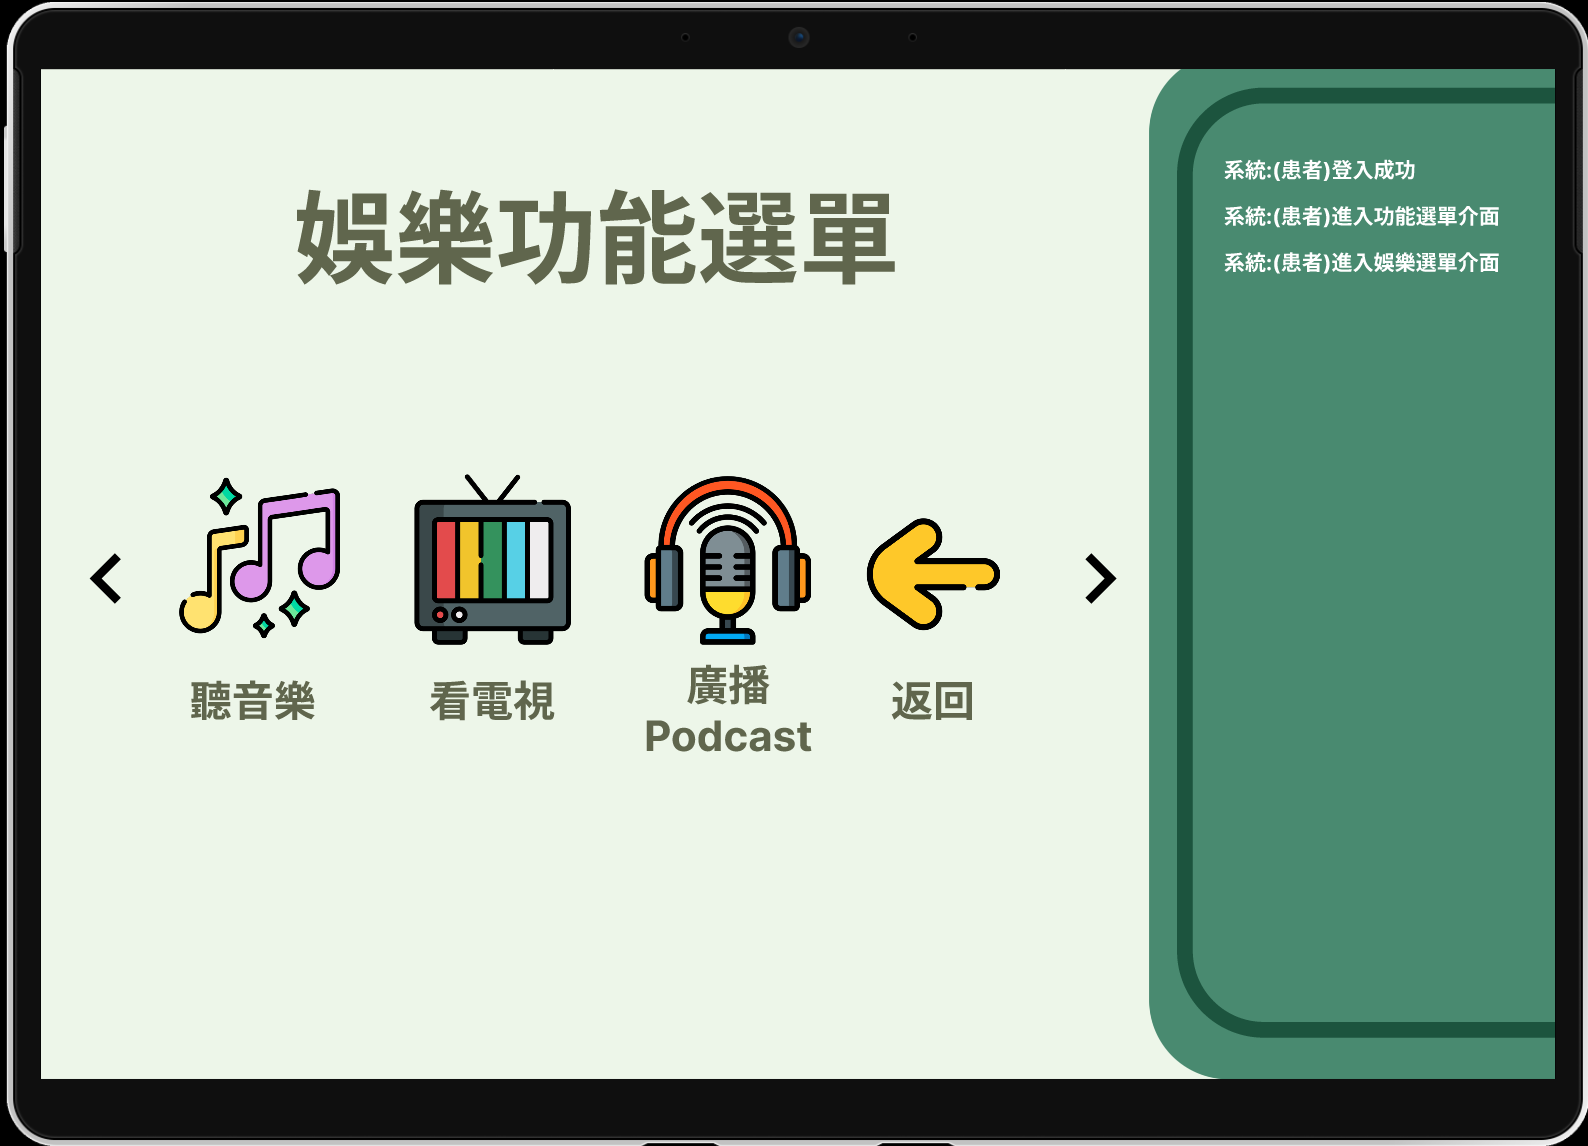 娛樂功能選單
聽音樂
看電視
廣播
Podcast
返回
系統:(患者)登入成功
系統:(患者)進入功能選單介面
系統:(患者)進入娛樂選單介面